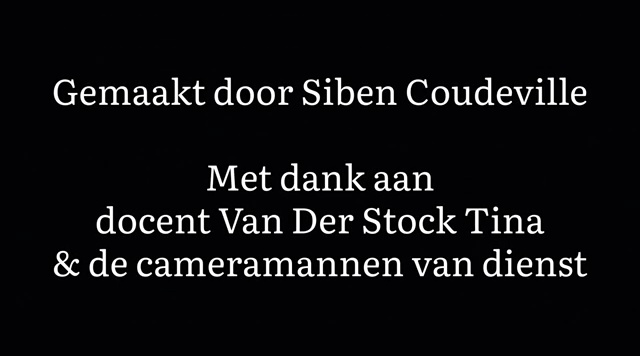 Gemaakt door Siben Coudeville
Met dank aan
docent Van Der Stock Tina
& de cameramannen van dienst